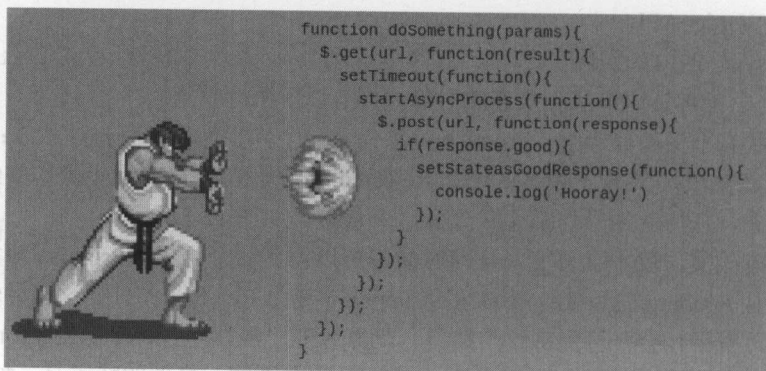 function doSomething(params){
  $.get(url, function(result){
    setTimeout(function(){
      startAsyncProcess(function(){
        $.post(url, function(response){
          if(response.good){
            setStateasGoodResponse(function(){
              console.log('Hooray!')
            });
          }
        });
      });
    });
  });
}